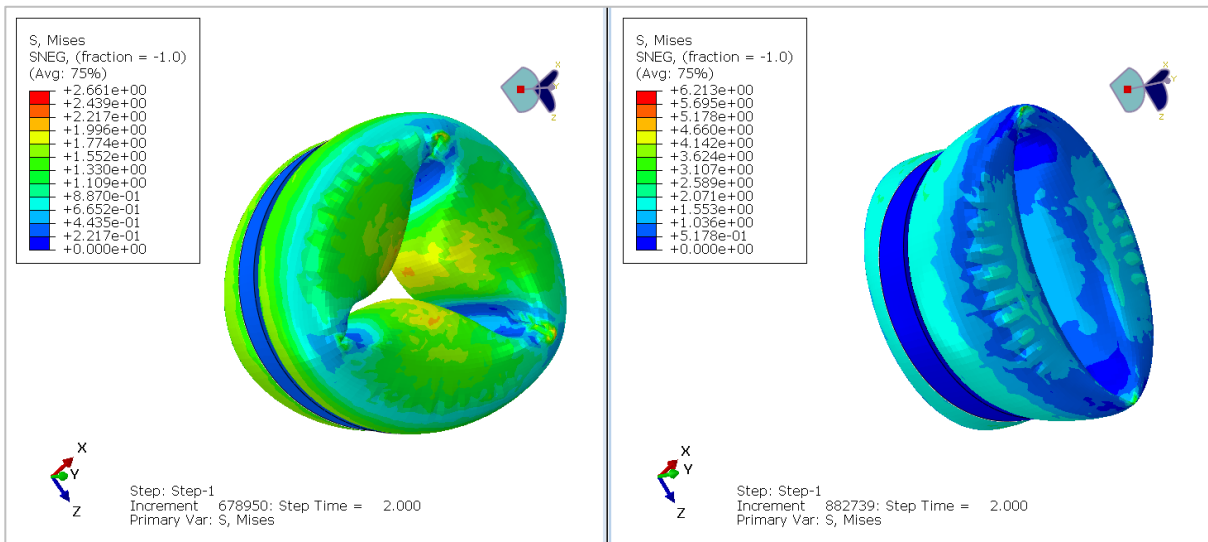 S, Mises
SNEG, (fraction = -1.0)
(Avg: 75%)
+2.661e+00
+2.439e+00
+2.217e+00
+1.996e+00
+1.774e+00
+1.552e+00
+1.330e+00
+1.109e+00
+8.870e-01
+6.652e-01
+4.435e-01
+2.217e-01
+0.000e+00
X
Y
Z
X
Y
Z
Step: Step-1
Increment 678950: Step Time = 2.000
Primary Var: S, Mises
S, Mises
SNEG, (fraction = -1.0)
(Avg: 75%)
+6.213e+00
+5.695e+00
+5.178e+00
+4.660e+00
+4.142e+00
+3.624e+00
+3.107e+00
+2.589e+00
+2.071e+00
+1.553e+00
+1.036e+00
+5.178e-01
+0.000e+00
X
Y
Z
X
Y
Z
Step: Step-1
Increment 882739: Step Time = 2.000
Primary Var: S, Mises